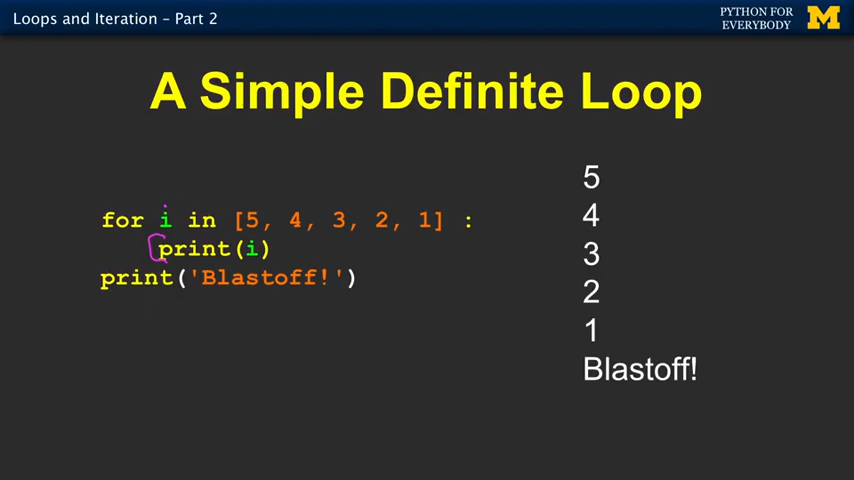 Loops and Iteration – Part 2
PYTHON FOR
EVERYBODY
M
A Simple Definite Loop
for i in [5, 4, 3, 2, 1] :
print(i)
print('Blastoff!')
5
4
3
2
1
Blastoff!